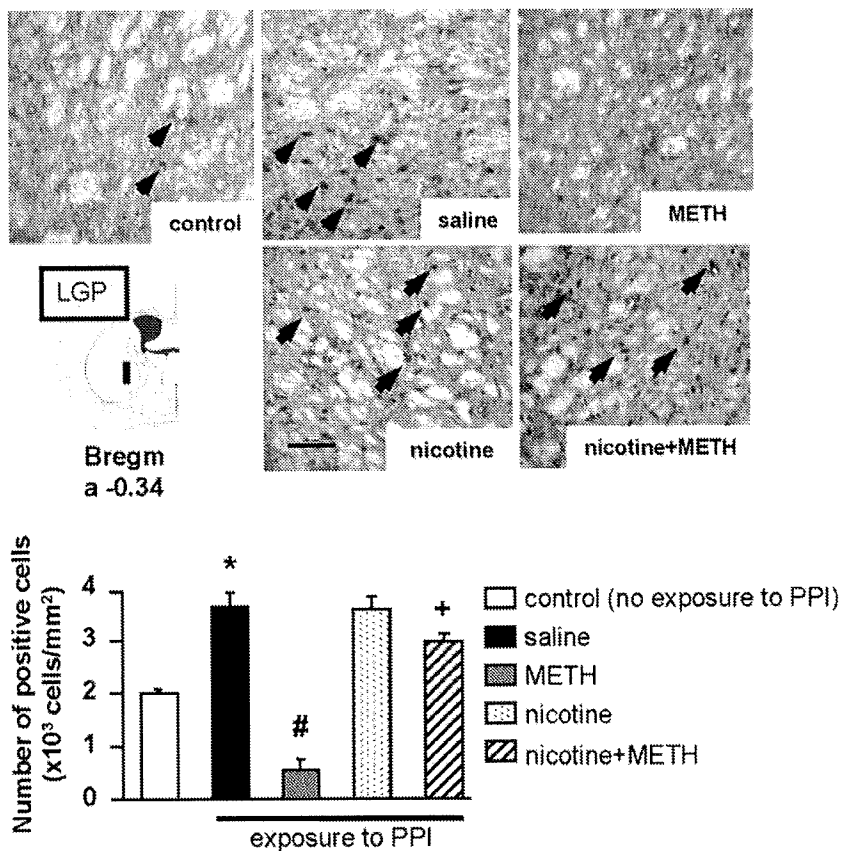 control
saline
METH
LGP
Bregm
a -0.34
nicotine
nicotine+METH
Number of positive cells
(x10³ cells/mm²)
4
3
2
1
0
*
#
+
exposure to PPI
control (no exposure to PPI)
saline
METH
nicotine
nicotine+METH